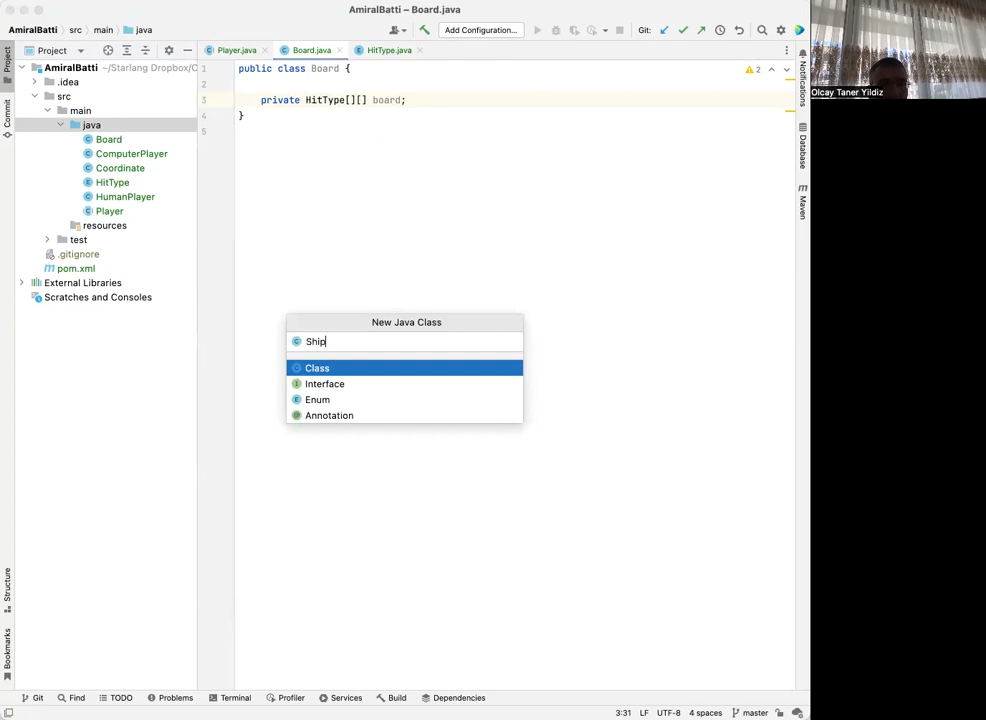 AmiralBatti – Board.java
AmiralBatti
src
main
java
Add Configuration...
Git:
Project
Player.java
Board.java
HitType.java
Project
Commit
Structure
Bookmarks
AmiralBatti ~/Starlang Dropbox/C
.idea
src
main
java
Board
ComputerPlayer
Coordinate
HitType
HumanPlayer
Player
resources
test
.gitignore
pom.xml
External Libraries
Scratches and Consoles
1 public class Board {
2
3 private HitType[][] board;
4 }
5
2
New Java Class
Ship
Class
Interface
Enum
Annotation
Notifications
Database
Maven
Olcay Taner Yildiz
Git
Find
TODO
Problems
Terminal
Profiler
Services
Build
Dependencies
3:31 LF UTF-8 4 spaces master